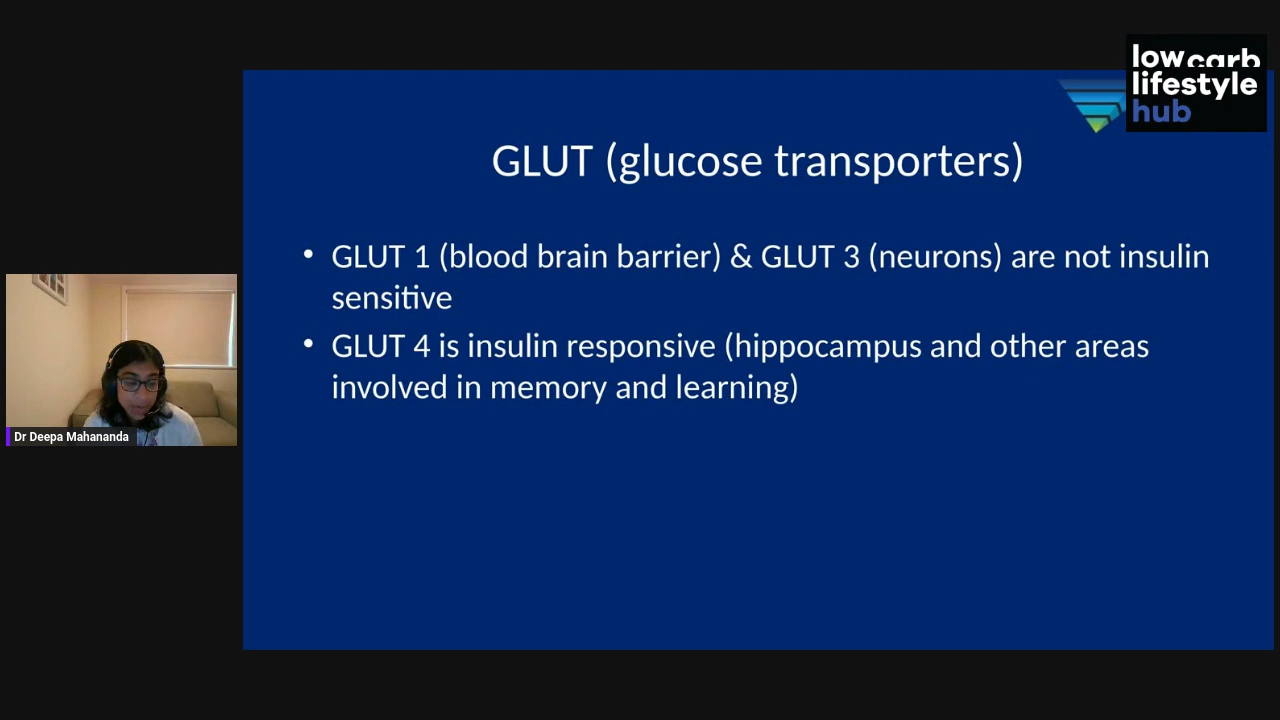 low carb
lifestyle
hub
GLUT (glucose transporters)
• GLUT 1 (blood brain barrier) & GLUT 3 (neurons) are not insulin
sensitive
• GLUT 4 is insulin responsive (hippocampus and other areas
involved in memory and learning)
Dr Deepa Mahananda